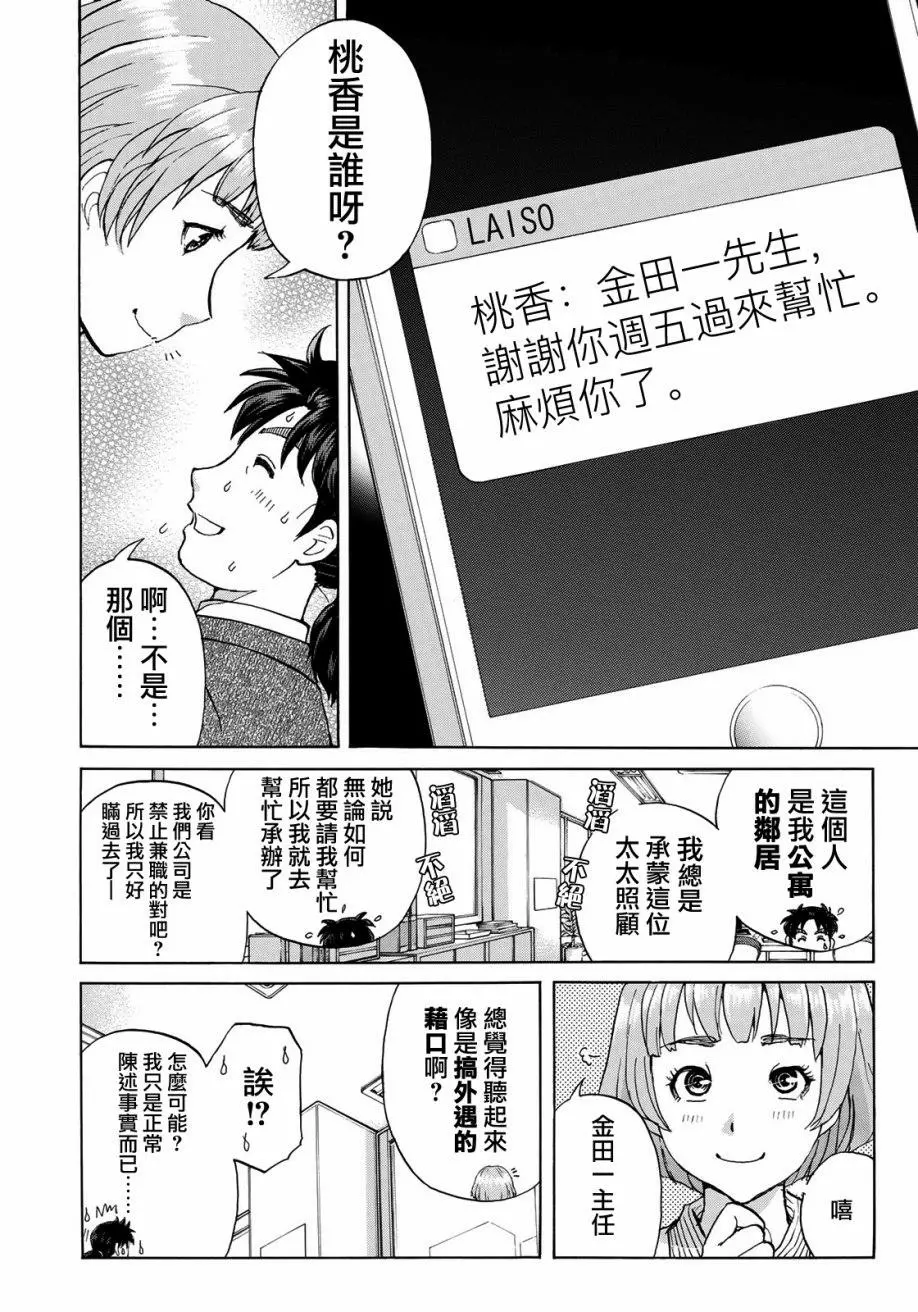 LAISO
桃香：金田一先生，
謝謝你週五過來幫忙。
麻煩你了。
桃香是誰呀？
啊…不是…
那個……
這個人
是我公寓
的鄰居
我總是
承蒙這位
太太照顧
滔滔
不絕
滔滔
不絕
她說
無論如何
都要請我幫忙
所以我就去
幫忙承辦了
你看
我們公司是
禁止兼職的對吧？
所以我只好
瞞過去了—
嘻
金田一主任
總覺得聽起來
像是搞外遇的
藉口啊？
誒!?
怎麼可能？
我只是正常
陳述事實而已……